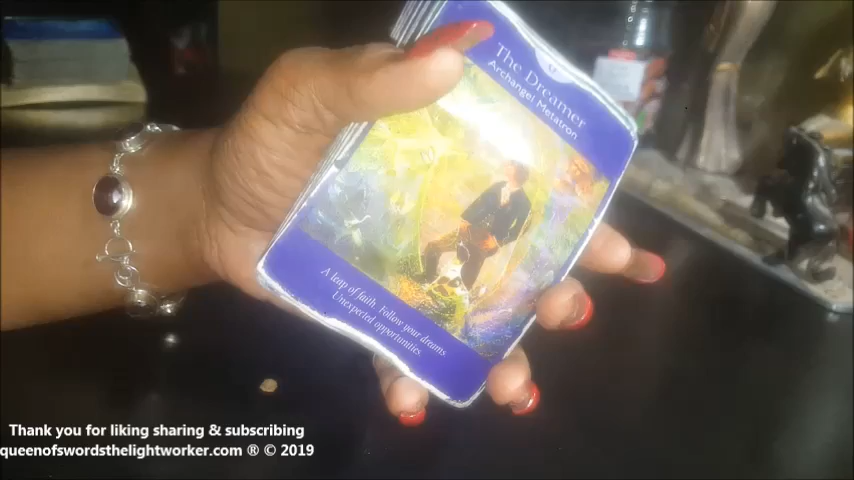 The Dreamer
Archangel Metatron
A leap of faith. Follow your dreams.
Unexpected opportunities.
Thank you for liking sharing & subscribing
queenofswordsthelightworker.com ® © 2019